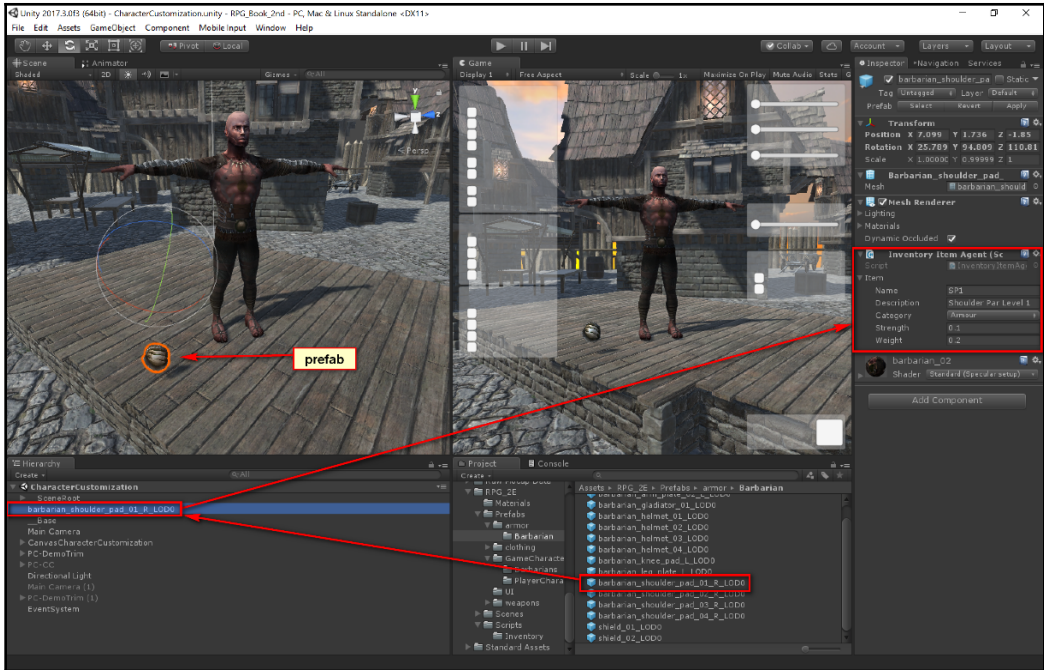 Unity 2017.3.0f3 (64bit) - CharacterCustomization.unity - RPG_Book_2nd - PC, Mac & Linux Standalone <DX11>
File Edit Assets GameObject Component Mobile Input Window Help
Pivot Local
Collab Account Layers Layout
Scene Animator
Shaded 2D Gizmos All
Persp
y
z
prefab
Game
Display 1 Free Aspect Scale 1x Maximize On Play Mute Audio Stats G
Inspector Navigation Services
barbarian_shoulder_pa Static
Tag Untagged Layer Default
Prefab Select Revert Apply
Transform
Position X 7.099 Y 1.736 Z -1.85
Rotation X 25.789 Y 94.809 Z 110.81
Scale X 1.00000 Y 0.99999 Z 1
Barbarian_shoulder_pad_
Mesh barbarian_should
Mesh Renderer
Lighting
Materials
Dynamic Occluded
Inventory Item Agent (Sc
Script InventoryItemAg
Item
Name SP1
Description Shoulder Par Level 1
Category Armour
Strength 0.1
Weight 0.2
barbarian_02
Shader Standard (Specular setup)
Add Component
Hierarchy
Create All
CharacterCustomization
SceneRoot
barbarian_shoulder_pad_01_R_LOD0
__Base
Main Camera
CanvasCharacterCustomization
PC-DemoTrim
PC-CC
Directional Light
Main Camera (1)
PC-DemoTrim (1)
EventSystem
Project Console
Create
RPG_2E
Materials
Prefabs
armor
Barbarian
clothing
GameCharacte
Barbarians
PlayerChara
UI
weapons
Scenes
Scripts
Inventory
Standard Assets
Assets RPG_2E Prefabs armor Barbarian
barbarian_arm_plate_02_L_LOD0
barbarian_gladiator_01_LOD0
barbarian_helmet_01_LOD0
barbarian_helmet_02_LOD0
barbarian_helmet_03_LOD0
barbarian_helmet_04_LOD0
barbarian_knee_pad_L_LOD0
barbarian_leg_plate_L_LOD0
barbarian_shoulder_pad_01_R_LOD0
barbarian_shoulder_pad_02_R_LOD0
barbarian_shoulder_pad_03_R_LOD0
barbarian_shoulder_pad_04_R_LOD0
shield_01_LOD0
shield_02_LOD0